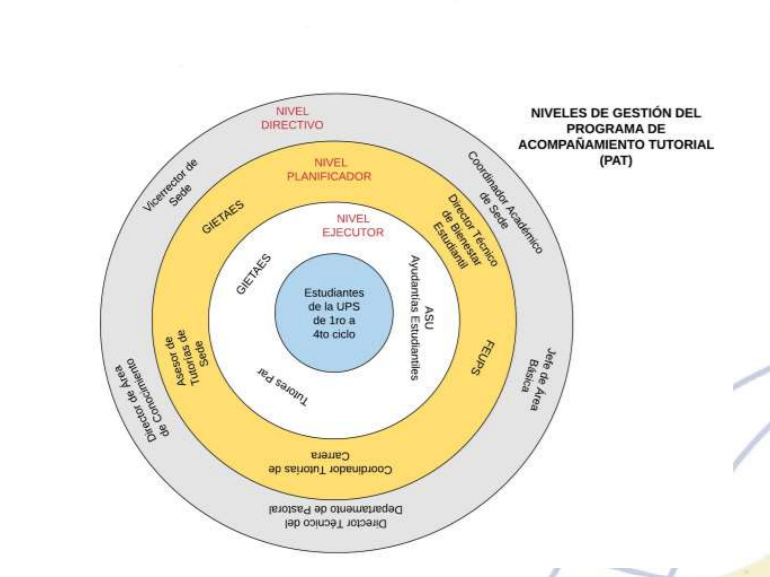 NIVELES DE GESTIÓN DEL
PROGRAMA DE
ACOMPAÑAMIENTO TUTORIAL
(PAT)
NIVEL
DIRECTIVO
Vicerrector de
Sede
Coordinador Académico
de Sede
Jefe de Área
Básica
Director Técnico del
Departamento de Pastoral
Director de Área
de Conocimiento
NIVEL
PLANIFICADOR
GIETAES
Director Técnico
de Bienestar
Estudiantil
FEUPS
Coordinador Tutorías de
Carrera
Asesor de
Tutorías de
Sede
NIVEL
EJECUTOR
GIETAES
ASU
Ayudantías Estudiantiles
Tutores Par
Estudiantes
de la UPS
de 1ro a
4to ciclo